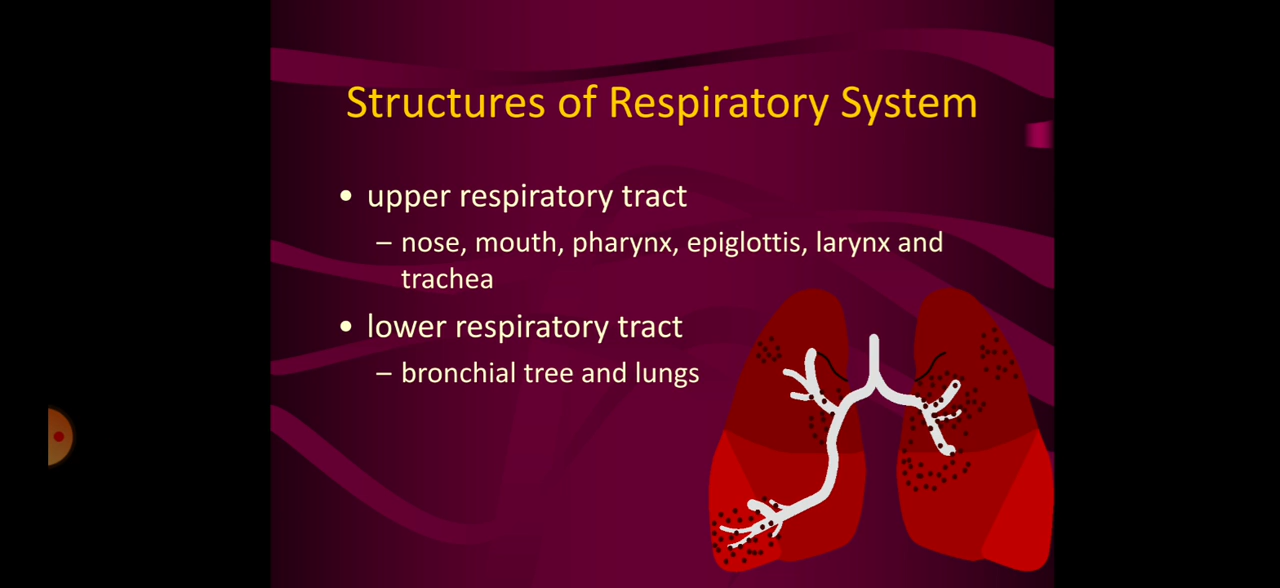 Structures of Respiratory System
• upper respiratory tract
– nose, mouth, pharynx, epiglottis, larynx and
trachea
• lower respiratory tract
– bronchial tree and lungs